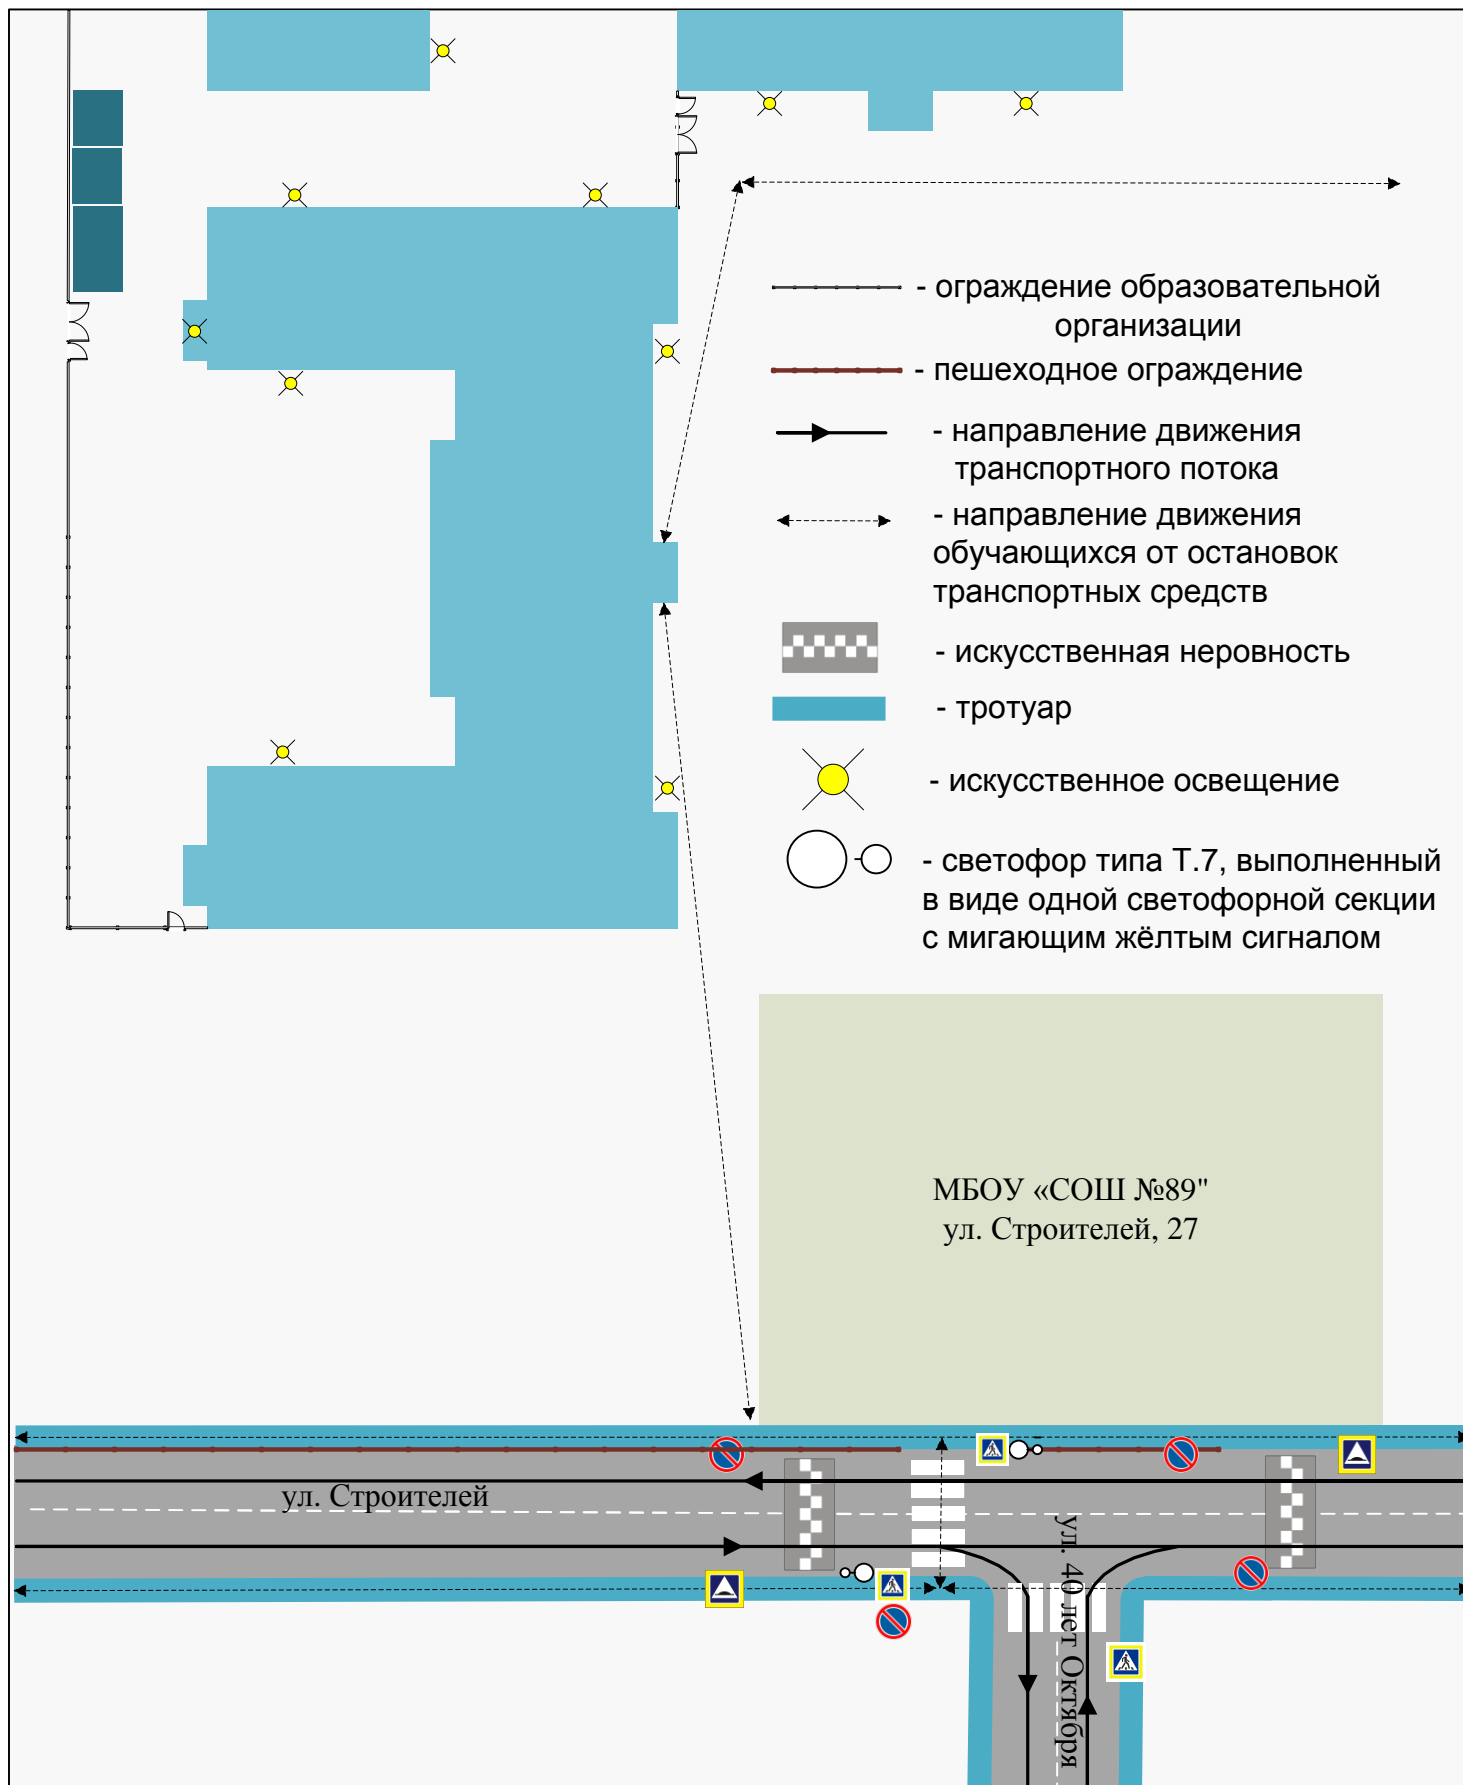 - ограждение образовательной
организации
- пешеходное ограждение
- направление движения
транспортного потока
- направление движения
обучающихся от остановок
транспортных средств
- искусственная неровность
- тротуар
- искусственное освещение
- светофор типа Т.7, выполненный
в виде одной светофорной секции
с мигающим жёлтым сигналом
МБОУ «СОШ №89"
ул. Строителей, 27
ул. Строителей
ул. 40 лет Октября